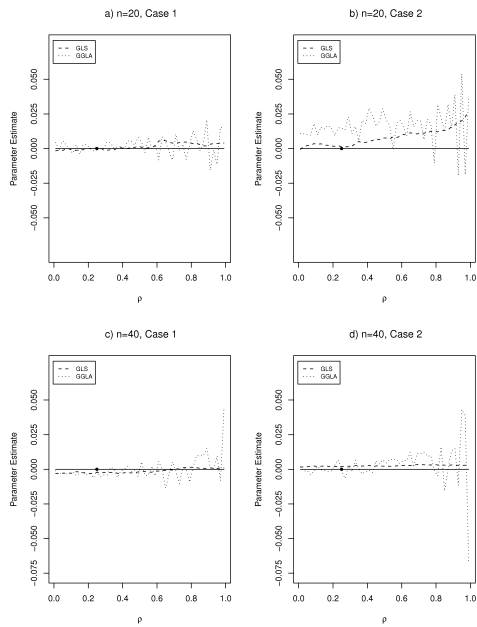 a) n=20, Case 1
GLS
GGLA
Parameter Estimate
0.050
0.025
0.000
−0.025
−0.050
0.0 0.2 0.4 0.6 0.8 1.0
ρ
b) n=20, Case 2
GLS
GGLA
Parameter Estimate
0.050
0.025
0.000
−0.025
−0.050
0.0 0.2 0.4 0.6 0.8 1.0
ρ
c) n=40, Case 1
GLS
GGLA
Parameter Estimate
0.050
0.025
0.000
−0.025
−0.050
−0.075
0.0 0.2 0.4 0.6 0.8 1.0
ρ
d) n=40, Case 2
GLS
GGLA
Parameter Estimate
0.050
0.025
0.000
−0.025
−0.050
−0.075
0.0 0.2 0.4 0.6 0.8 1.0
ρ